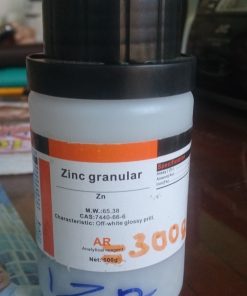 Zinc granular
Zn
M.W.:65.38
CAS:7440-66-6
Characteristic: Off-white glossy prill.
AR
Analytical reagent
300g
Net: 500g
Zn